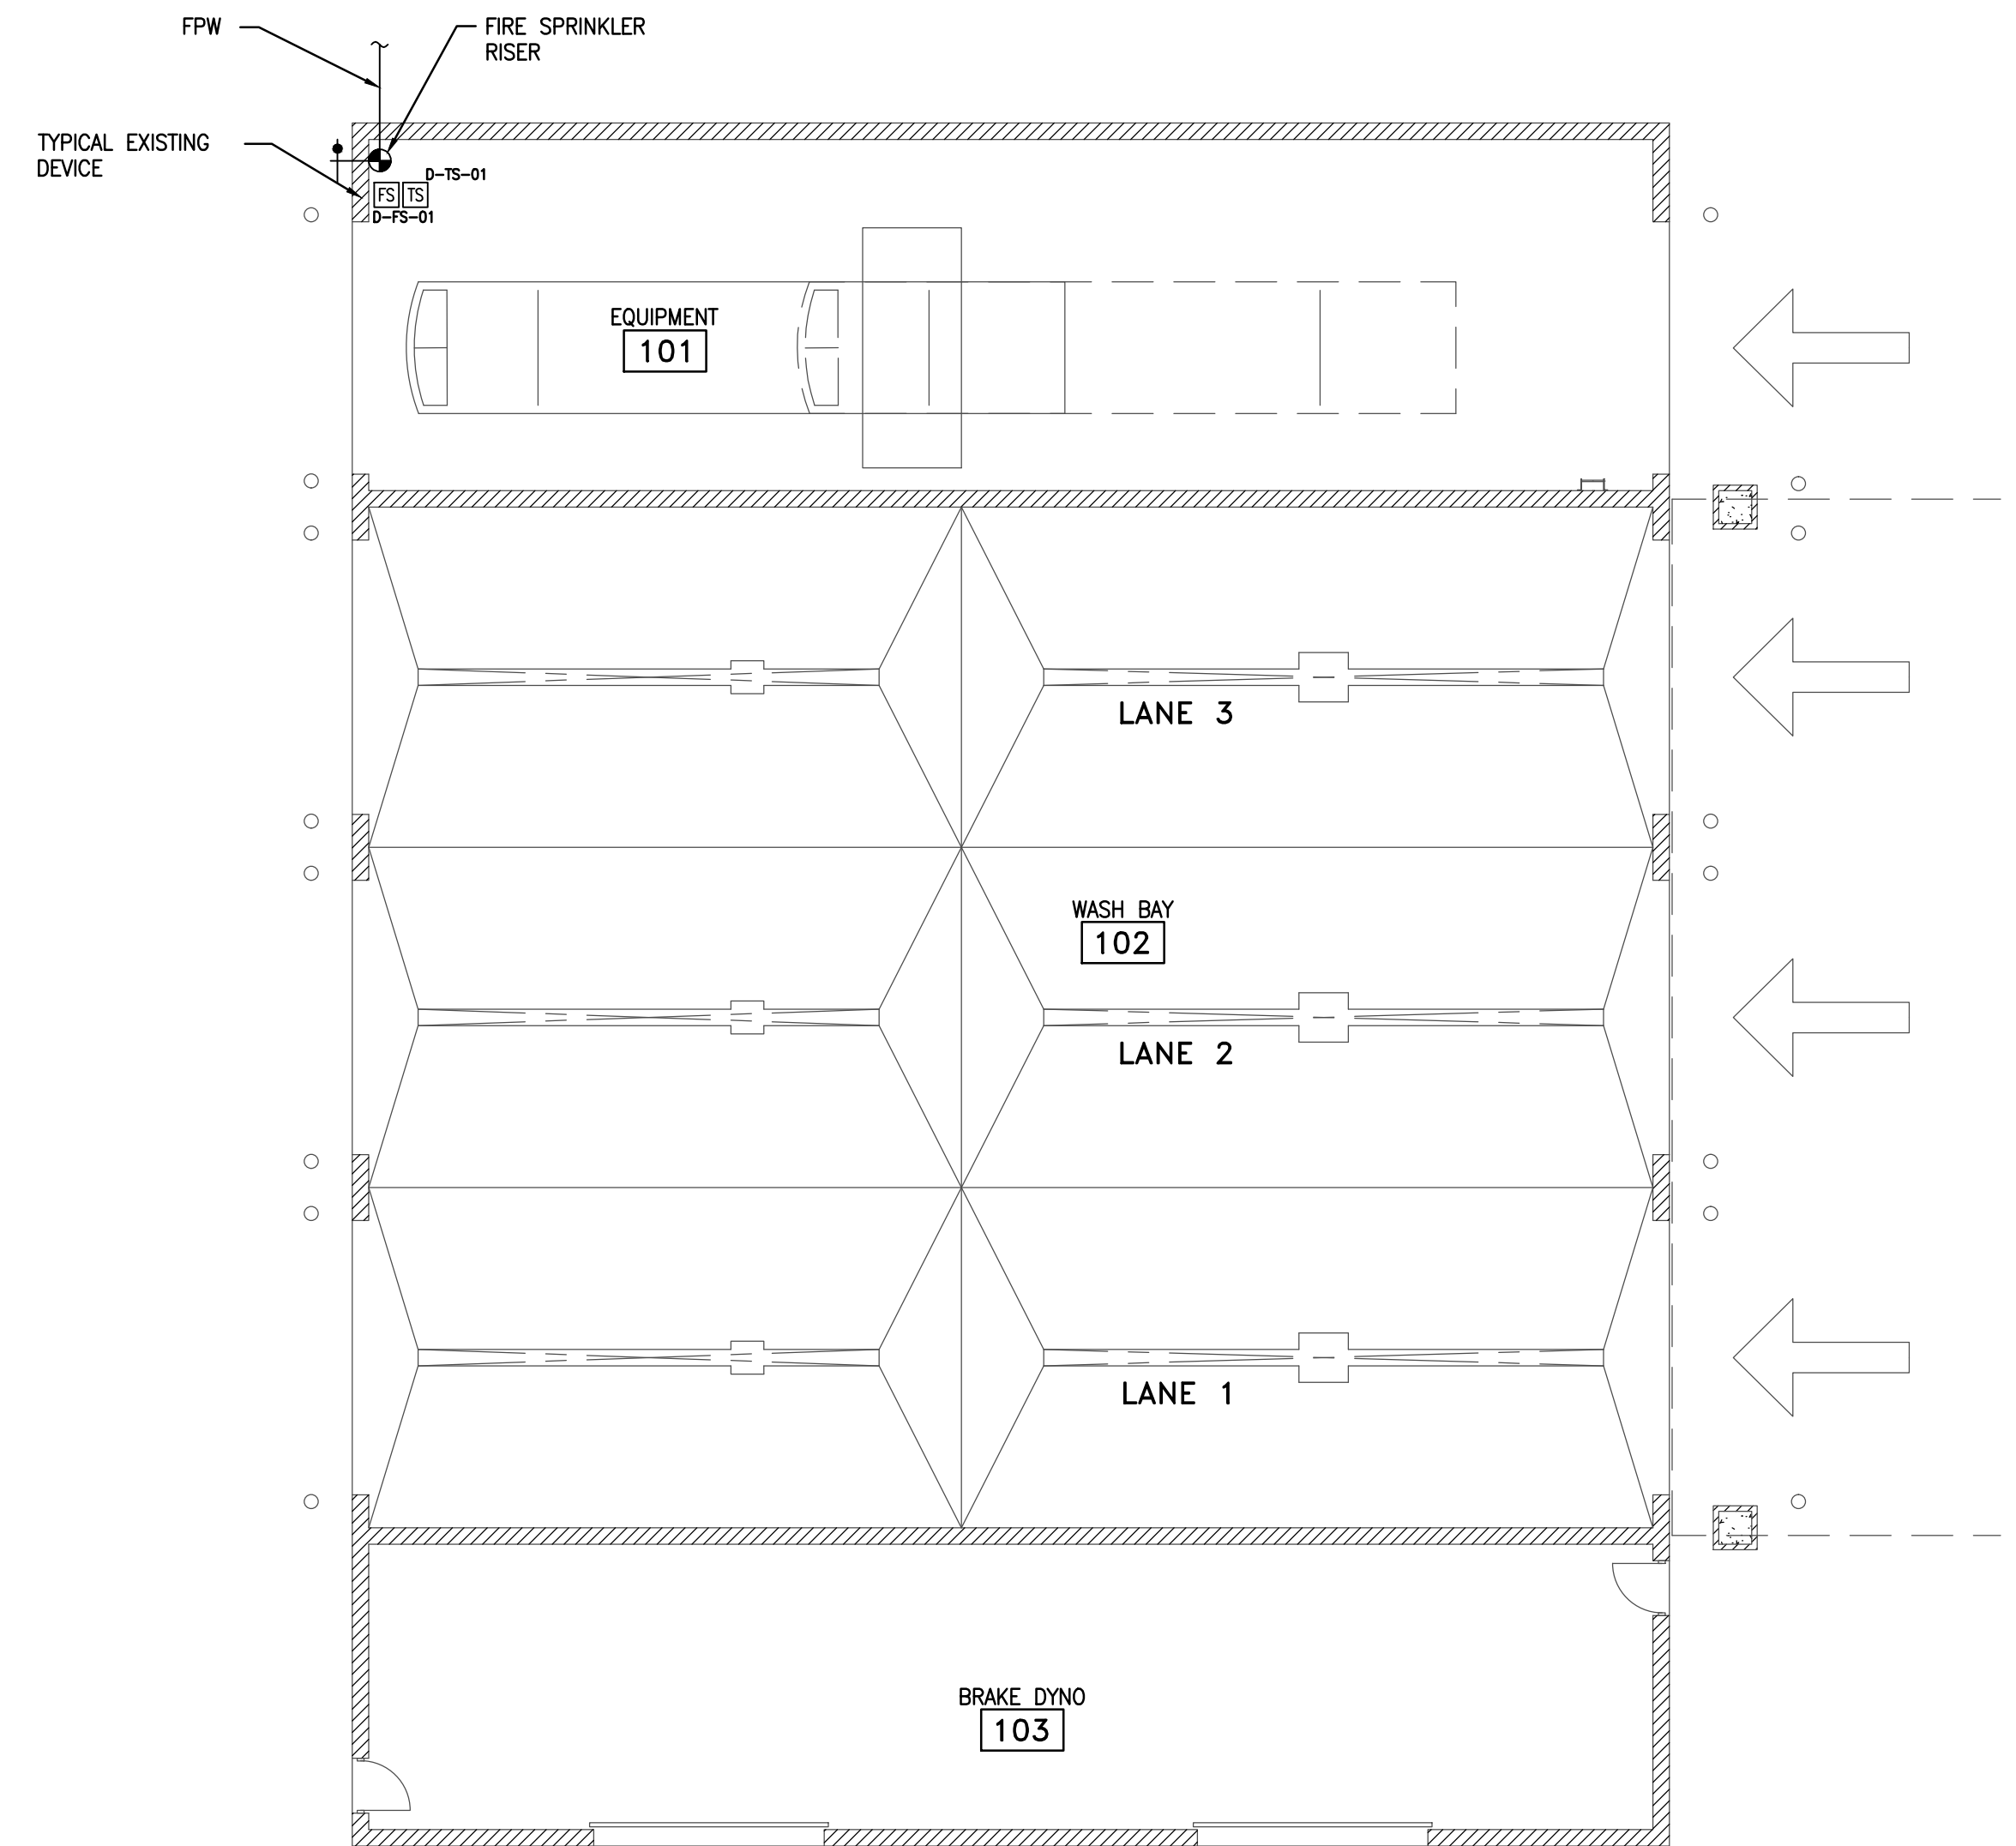 FPW
FIRE SPRINKLER
RISER
TYPICAL EXISTING
DEVICE
D-TS-01
FS TS
D-FS-01
EQUIPMENT
101
LANE 3
WASH BAY
102
LANE 2
LANE 1
BRAKE DYNO
103